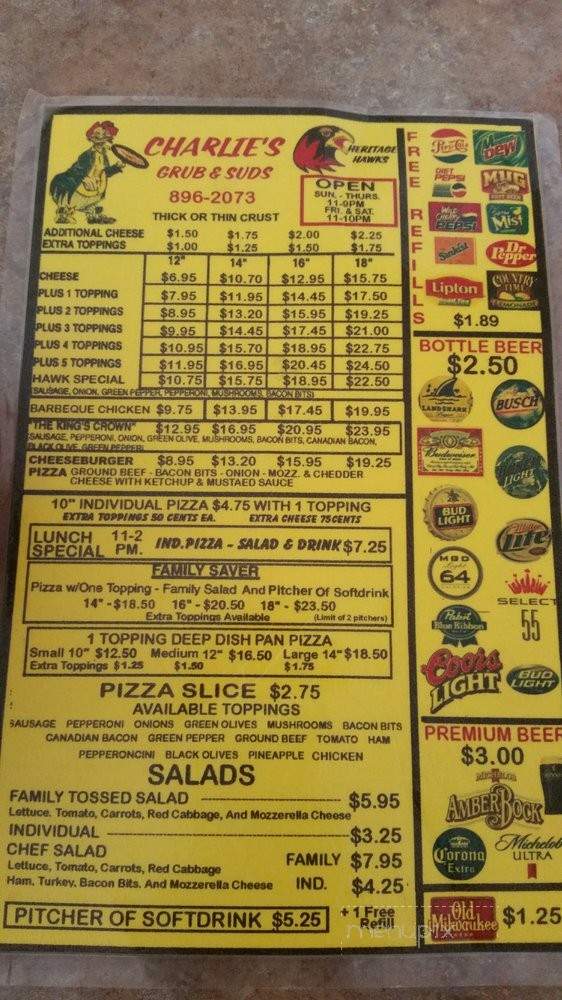 CHARLIE'S
GRUB & SUDS
896-2073
THICK OR THIN CRUST
HERITAGE
HAWKS
OPEN
SUN. - THURS.
11-0PM
FRI. & SAT.
11-10PM
ADDITIONAL CHEESE $1.50 $1.75 $2.00 $2.25
EXTRA TOPPINGS $1.00 $1.25 $1.50 $1.75
12" 14" 16" 18"
CHEESE $6.95 $10.70 $12.95 $15.75
PLUS 1 TOPPING $7.95 $11.95 $14.45 $17.50
PLUS 2 TOPPINGS $8.95 $13.20 $15.95 $19.25
PLUS 3 TOPPINGS $9.95 $14.45 $17.45 $21.00
PLUS 4 TOPPINGS $10.95 $15.70 $18.95 $22.75
PLUS 5 TOPPINGS $11.95 $16.95 $20.45 $24.50
HAWK SPECIAL $10.75 $15.75 $18.95 $22.50
(SAUSAGE, ONION, GREEN PEPPER, PEPPERONI, MUSHROOMS, BACON BITS)
BARBEQUE CHICKEN $9.75 $13.95 $17.45 $19.95
"THE KING'S CROWN" $12.95 $16.95 $20.95 $23.95
SAUSAGE, PEPPERONI, ONION, GREEN OLIVE, MUSHROOMS, BACON BITS, CANADIAN BACON,
BLACK OLIVE, GREEN PEPPER)
CHEESEBURGER $8.95 $13.20 $15.95 $19.25
PIZZA GROUND BEEF - BACON BITS - ONION - MOZZ. & CHEDDER
CHEESE WITH KETCHUP & MUSTAED SAUCE
10" INDIVIDUAL PIZZA $4.75 WITH 1 TOPPING
EXTRA TOPPINGS 50 CENTS EA. EXTRA CHEESE 75CENTS
LUNCH SPECIAL 11-2 PM. IND.PIZZA - SALAD & DRINK $7.25
FAMILY SAVER
Pizza w/One Topping - Family Salad And Pitcher Of Softdrink
14" -$18.50 16" -$20.50 18" - $23.50
Extra Toppings Available (Limit of 2 pitchers)
1 TOPPING DEEP DISH PAN PIZZA
Small 10" $12.50 Medium 12" $16.50 Large 14" $18.50
Extra Toppings $1.25 $1.50 $1.75
PIZZA SLICE $2.75
AVAILABLE TOPPINGS
SAUSAGE PEPPERONI ONIONS GREEN OLIVES MUSHROOMS BACON BITS
CANADIAN BACON GREEN PEPPER GROUND BEEF TOMATO HAM
PEPPERONCINI BLACK OLIVES PINEAPPLE CHICKEN
SALADS
FAMILY TOSSED SALAD $5.95
Lettuce, Tomato, Carrots, Red Cabbage, And Mozzerella Cheese
INDIVIDUAL $3.25
CHEF SALAD FAMILY $7.95
Lettuce, Tomato, Carrots, Red Cabbage
Ham, Turkey, Bacon Bits, And Mozzerella Cheese IND. $4.25
PITCHER OF SOFTDRINK $5.25 + 1 Free Refill
FREE REFILLS
Pepsi-Cola
Dew
DIET PEPSI
MUG
ROOT BEER
WILD CHERRY PEPSI
MIST
Sunkist
Dr Pepper
Lipton
COUNTRY TIME
LEMONADE
$1.89
BOTTLE BEER
$2.50
LANDSHARK
BUSCH
Budweiser
LIGHT
BUD LIGHT
Miller Lite
MGD
Light
64
SELECT
55
Pabst
Blue Ribbon
Coors LIGHT
BUD LIGHT
PREMIUM BEER
$3.00
MICHELOB
AMBERBOCK
Corona
Extra
Michelob
ULTRA
Old Milwaukee $1.25
menupix